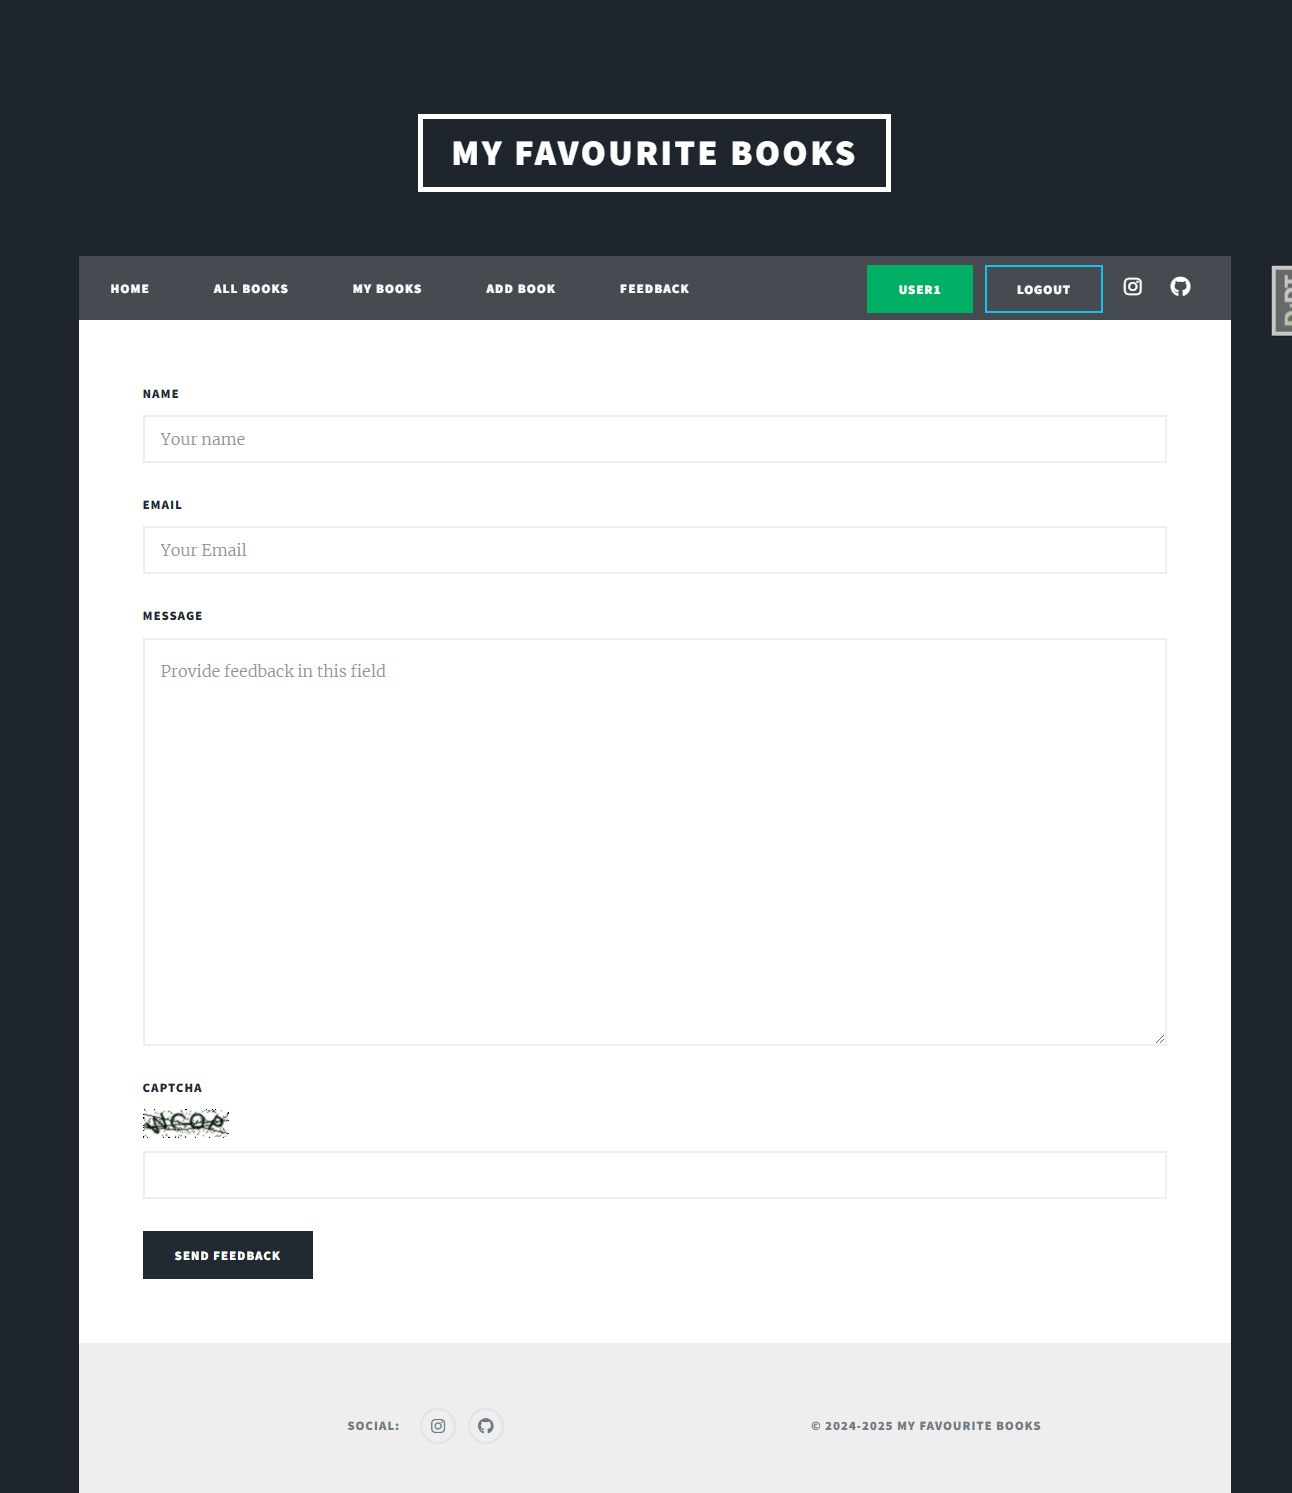 MY FAVOURITE BOOKS
HOME ALL BOOKS MY BOOKS ADD BOOK FEEDBACK USER1 LOGOUT
NAME
Your name
EMAIL
Your Email
MESSAGE
Provide feedback in this field
CAPTCHA
SEND FEEDBACK
SOCIAL: © 2024-2025 MY FAVOURITE BOOKS